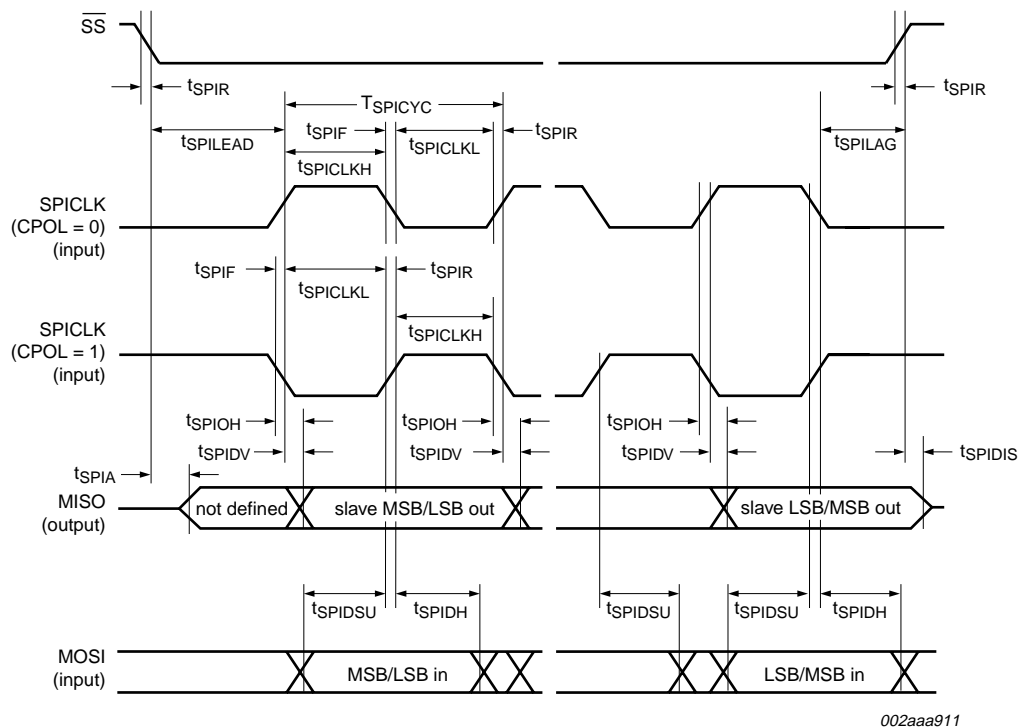 SS
tSPIR
TSPICYC
tSPIR
tSPIF
tSPICLKL
tSPIR
tSPILEAD
tSPICLKH
tSPILAG
SPICLK
(CPOL = 0)
(input)
tSPIF
tSPICLKL
tSPIR
SPICLK
(CPOL = 1)
(input)
tSPICLKH
tSPIOH
tSPIOH
tSPIOH
tSPIDV
tSPIDV
tSPIDV
tSPIDIS
tSPIA
MISO
(output)
not defined
slave MSB/LSB out
slave LSB/MSB out
tSPIDSU
tSPIDH
tSPIDSU
tSPIDSU
tSPIDH
MOSI
(input)
MSB/LSB in
LSB/MSB in
002aaa911